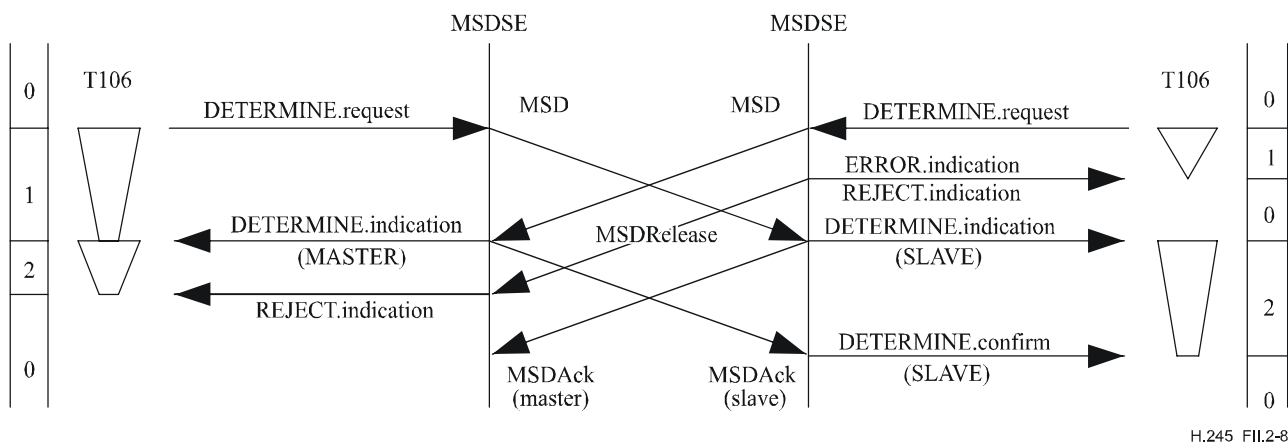 MSDSE MSDSE
T106 T106
0 0
MSD MSD
DETERMINE.request DETERMINE.request
ERROR.indication
1
REJECT.indication
1
DETERMINE.indication MSDRelease DETERMINE.indication
0
(MASTER) (SLAVE)
2
REJECT.indication
2
DETERMINE.confirm
0
MSDAck MSDAck (SLAVE)
(master) (slave)
0
H.245_FII.2-8